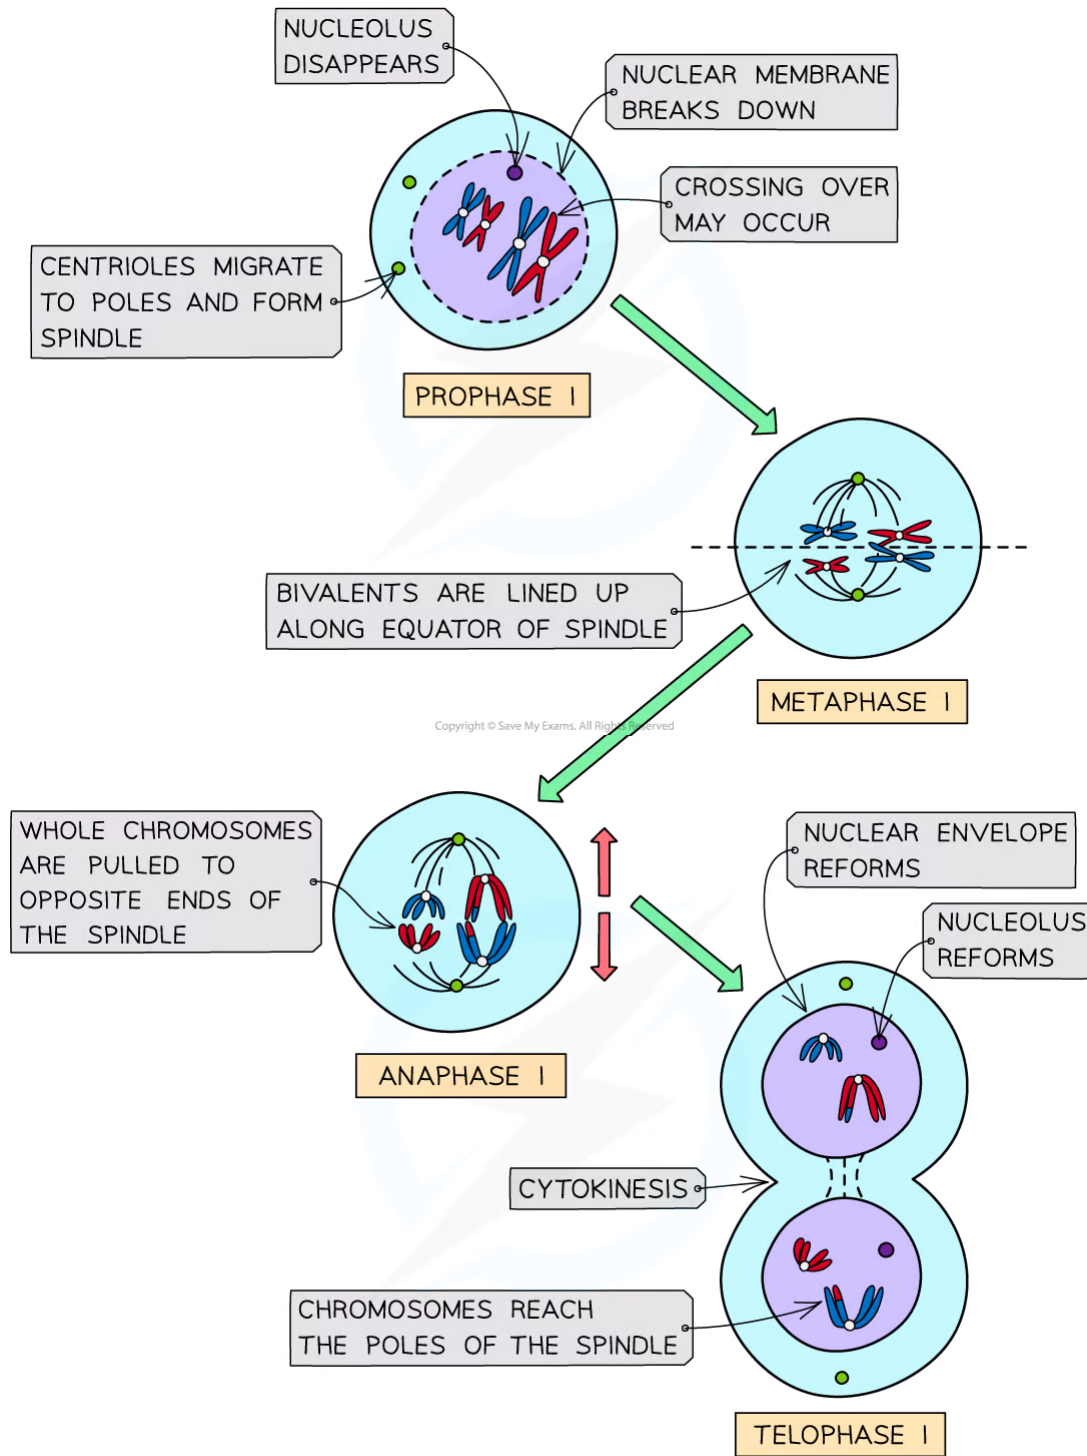 NUCLEOLUS
DISAPPEARS
NUCLEAR MEMBRANE
BREAKS DOWN
CROSSING OVER
MAY OCCUR
CENTRIOLES MIGRATE
TO POLES AND FORM
SPINDLE
PROPHASE I
BIVALENTS ARE LINED UP
ALONG EQUATOR OF SPINDLE
METAPHASE I
Copyright © Save My Exams. All Rights Reserved
WHOLE CHROMOSOMES
ARE PULLED TO
OPPOSITE ENDS OF
THE SPINDLE
NUCLEAR ENVELOPE
REFORMS
NUCLEOLUS
REFORMS
ANAPHASE I
CYTOKINESIS
CHROMOSOMES REACH
THE POLES OF THE SPINDLE
TELOPHASE I